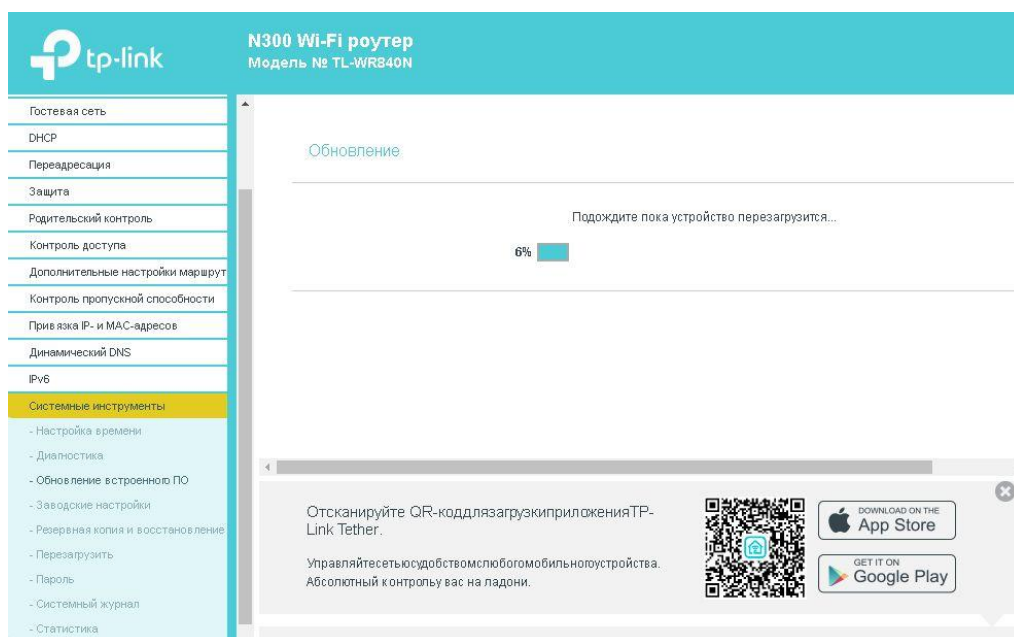 tp-link
N300 Wi-Fi роутер
Модель № TL-WR840N
Гостевая сеть
DHCP
Переадресация
Защита
Родительский контроль
Контроль доступа
Дополнительные настройки маршрут
Контроль пропускной способности
Привязка IP- и MAC-адресов
Динамический DNS
IPv6
Системные инструменты
- Настройка времени
- Диагностика
- Обновление встроенного ПО
- Заводские настройки
- Резервная копия и восстановление
- Перезагрузить
- Пароль
- Системный журнал
- Статистика
Обновление
Подождите пока устройство перезагрузится...
6%
Отсканируйте QR-коддлязагрузкиприложенияTP-
Link Tether.
Управляйтесетьюсудобствомслюбогомобильногоустройства.
Абсолютный контрольу вас на ладони.
DOWNLOAD ON THE
App Store
GET IT ON
Google Play